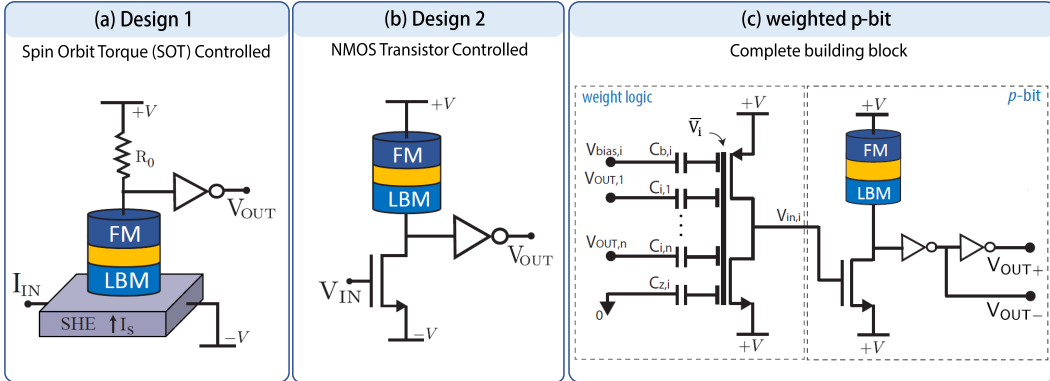 (a) Design 1
Spin Orbit Torque (SOT) Controlled
+V
R0
FM
LBM
VOUT
IIN
SHE ↑ IS
−V
(b) Design 2
NMOS Transistor Controlled
+V
FM
LBM
VOUT
VIN
−V
(c) weighted p-bit
Complete building block
weight logic
p-bit
+V
V̅i
Vbias,i
Cb,i
VOUT,1
Ci,1
VOUT,n
Ci,n
Cz,i
0
Vin,i
+V
+V
FM
LBM
VOUT+
VOUT−
+V